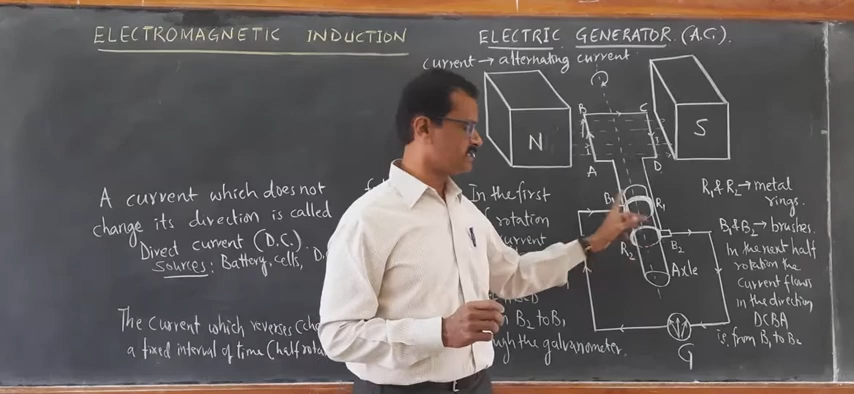 ELECTROMAGNETIC INDUCTION
ELECTRIC GENERATOR (A.C).
current → alternating current
N
S
B
C
A
D
A current which does not
change its direction is called
Direct current (D.C).
Sources: Battery, cells,
The Current which reverses
a fixed interval of time (half
In the first
rotation
current
B2 to B1
the galvanometer.
R1
R2
B2
Axle
G
R1 & R2 → metal
rings.
B1 & B2 → brushes.
In the next half
rotation the
current flows
in the direction
DCBA
is, from B1 to B2